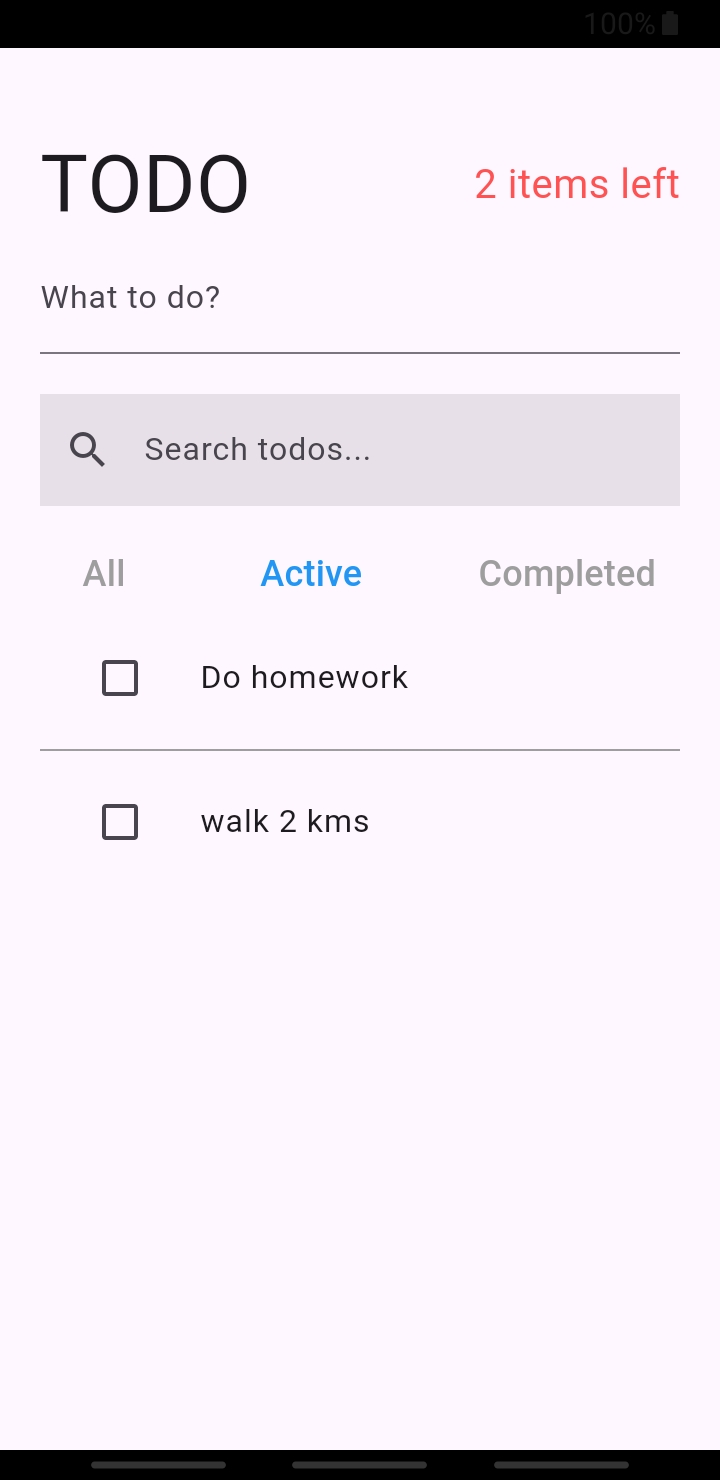 100%
TODO
2 items left
What to do?
Search todos...
All
Active
Completed
Do homework
walk 2 kms